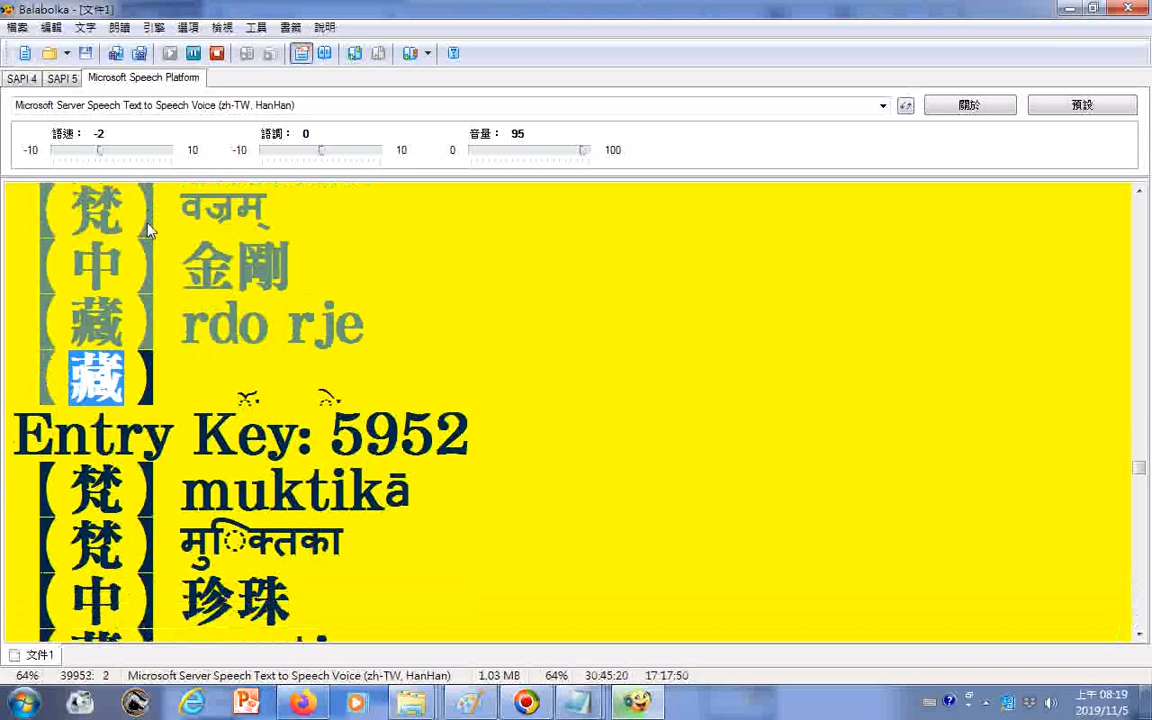 Balabolka - [文件1]
檔案 編輯 文字 朗讀 引擎 選項 檢視 工具 書籤 說明
SAPI 4 SAPI 5 Microsoft Speech Platform
Microsoft Server Speech Text to Speech Voice (zh-TW, HanHan)
關於 預設
語速： -2 語調： 0 音量： 95
-10 10 -10 10 0 100
【梵】 वज्रम्
【中】 金剛
【藏】 rdo rje
【藏】
Entry Key: 5952
【梵】 muktikā
【梵】 मुिक्तका
【中】 珍珠
文件1
64% 39952: 2 Microsoft Server Speech Text to Speech Voice (zh-TW, HanHan) 1.03 MB 64% 30:45:20 17:17:50
上午 08:19
2019/11/5